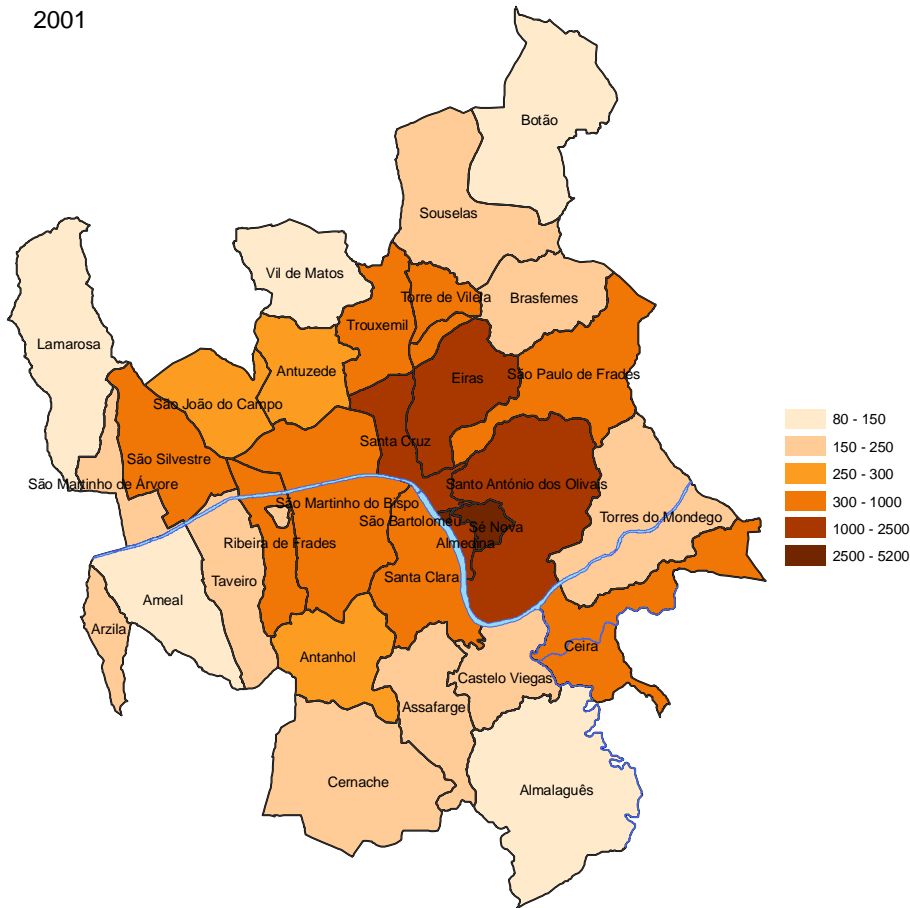 2001
Botão
Souselas
Vil de Matos
Torre de Vilela
Brasfemes
Trouxemil
Lamarosa
Antuzede
Eiras
São Paulo de Frades
São João do Campo
Santa Cruz
São Silvestre
São Martinho de Árvore
Santo António dos Olivais
São Martinho do Bispo
São Bartolomeu
Sé Nova
Torres do Mondego
Ribeira de Frades
Almedina
Santa Clara
Taveiro
Ameal
Arzila
Ceira
Antanhol
Castelo Viegas
Assafarge
Cernache
Almalaguês
80 - 150
150 - 250
250 - 300
300 - 1000
1000 - 2500
2500 - 5200